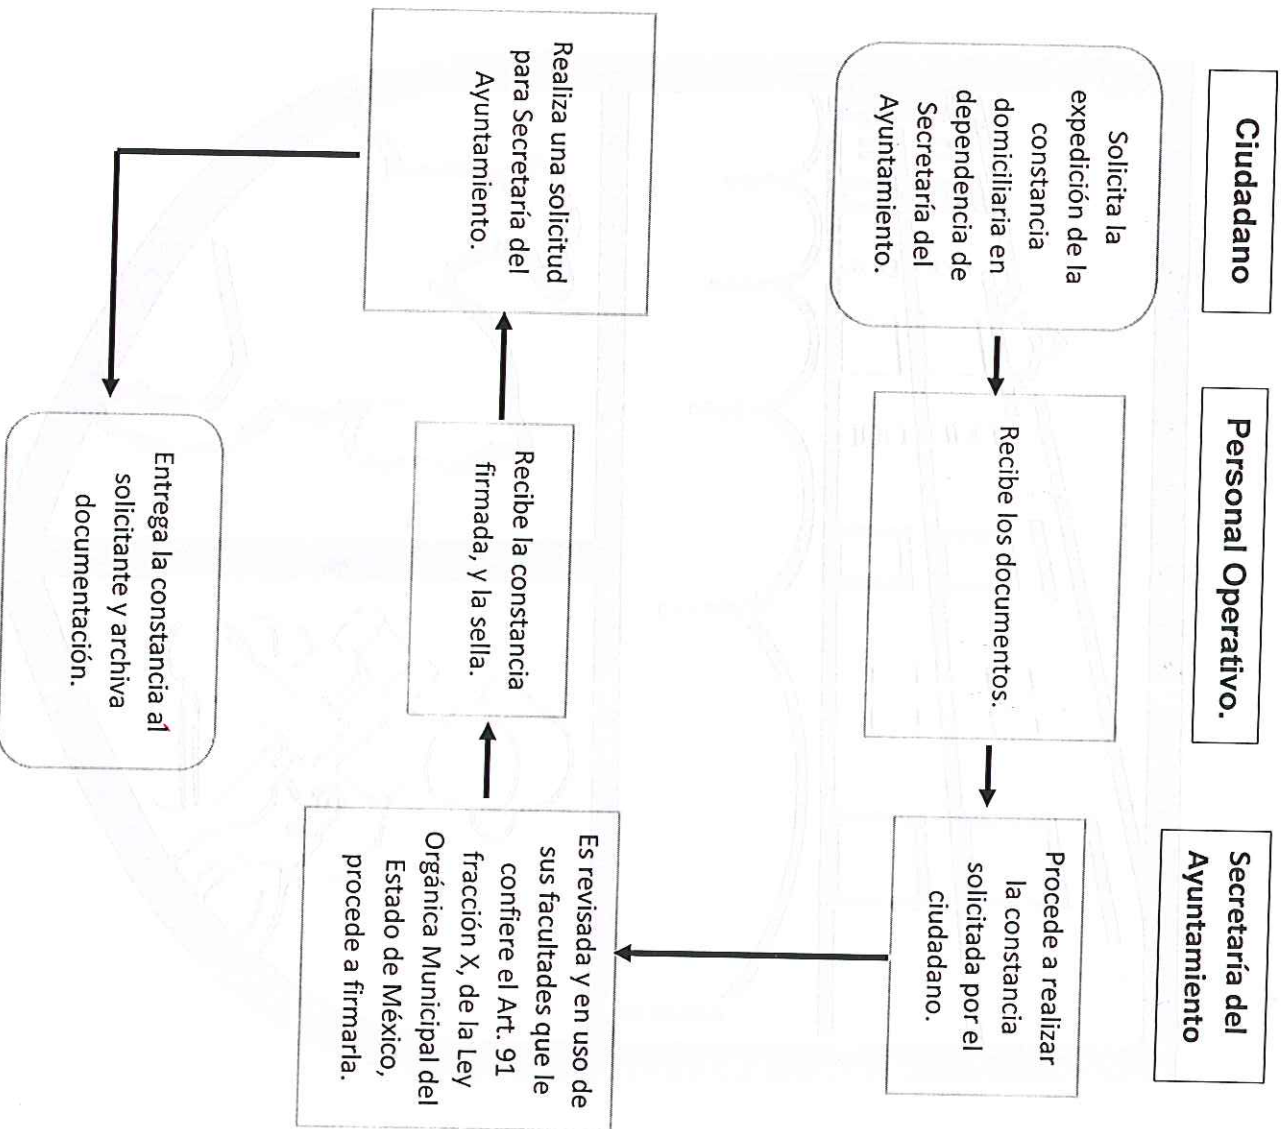 Ciudadano
Personal Operativo.
Secretaría del
Ayuntamiento
Solicita la
expedición de la
constancia
domiciliaria en
dependencia de
Secretaría del
Ayuntamiento.
Recibe los documentos.
Procede a realizar
la constancia
solicitada por el
ciudadano.
Es revisada y en uso de
sus facultades que le
confiere el Art. 91
fracción X, de la Ley
Orgánica Municipal del
Estado de México,
procede a firmarla.
Recibe la constancia
firmada, y la sella.
Realiza una solicitud
para Secretaría del
Ayuntamiento.
Entrega la constancia al
solicitante y archiva
documentación.